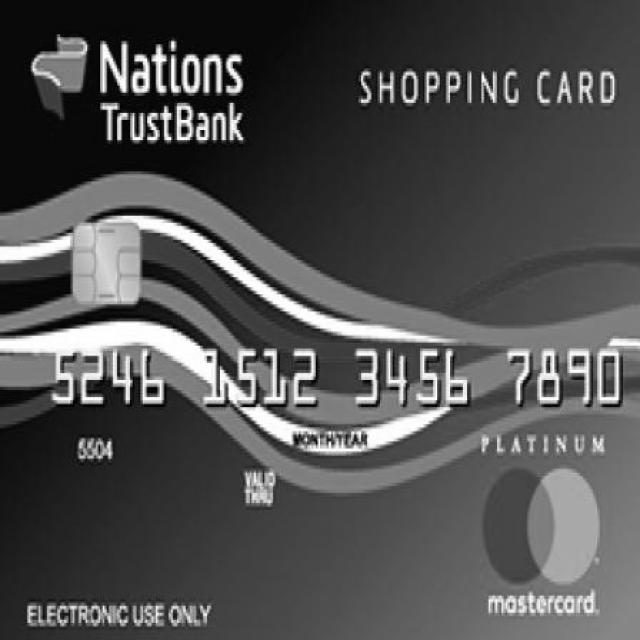 Nations
TrustBank
SHOPPING CARD
5246 1512 3456 7890
5504
MONTH/YEAR
VALID
THRU
PLATINUM
mastercard.
ELECTRONIC USE ONLY